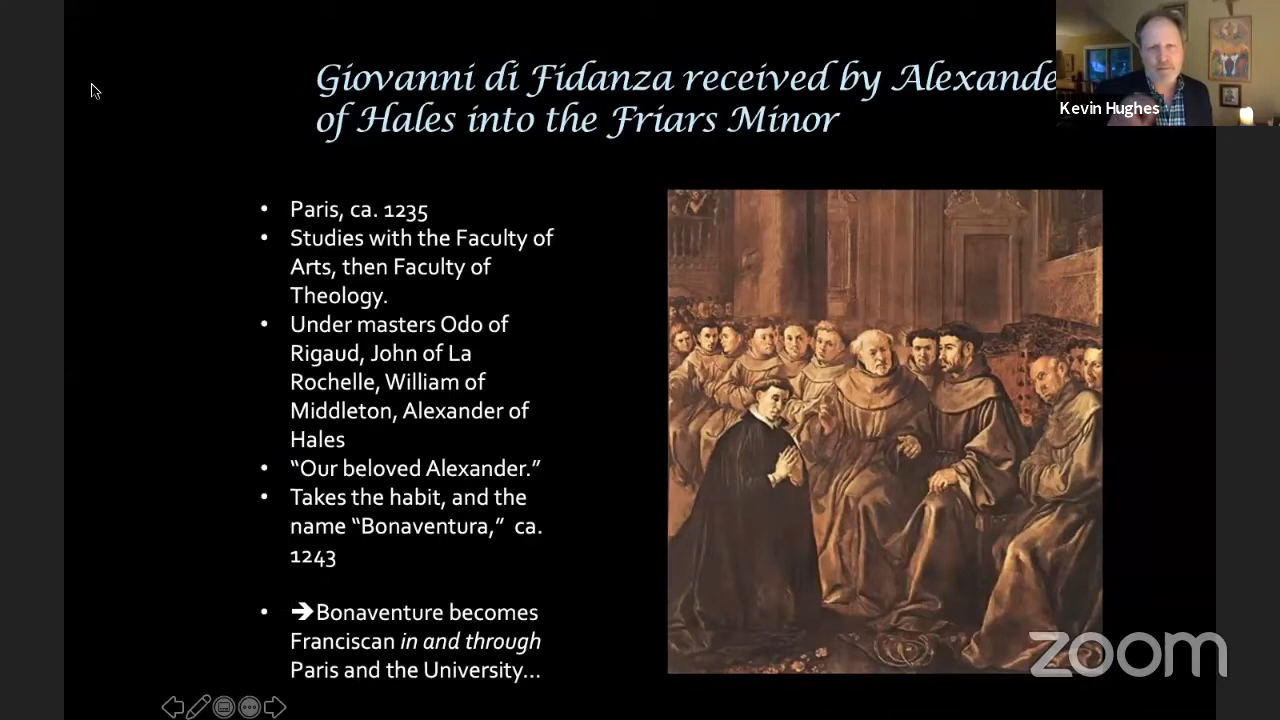 Giovanni di Fidanza received by Alexande
of Hales into the Friars Minor
Kevin Hughes
• Paris, ca. 1235
• Studies with the Faculty of
Arts, then Faculty of
Theology.
• Under masters Odo of
Rigaud, John of La
Rochelle, William of
Middleton, Alexander of
Hales
• “Our beloved Alexander.”
• Takes the habit, and the
name “Bonaventura,” ca.
1243
• ➔Bonaventure becomes
Franciscan in and through
Paris and the University...
zoom